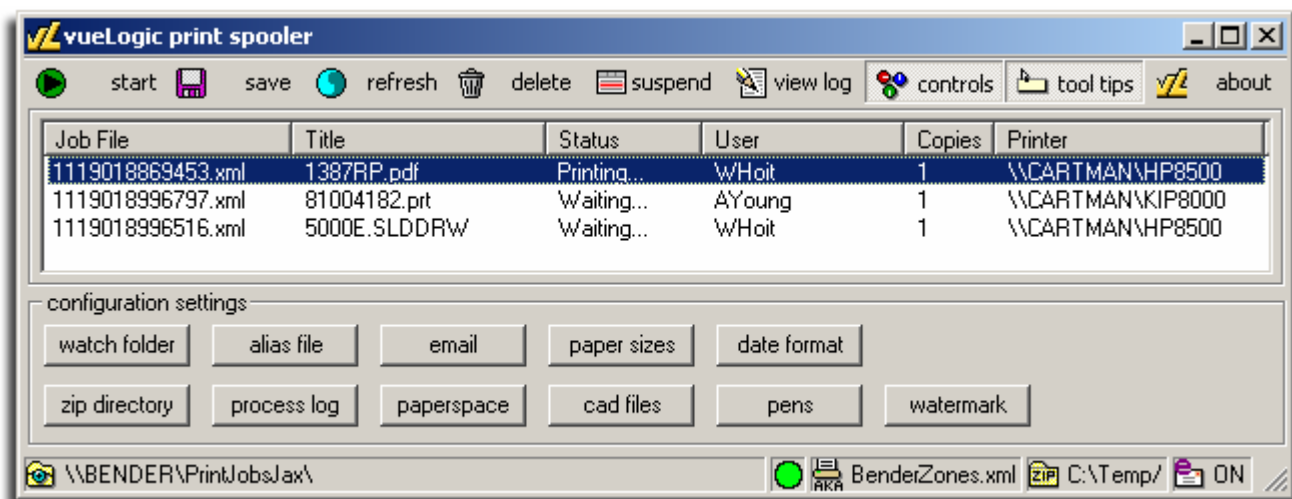 vueLogic print spooler
start save refresh delete suspend view log controls tool tips about
Job File Title Status User Copies Printer
11119018869453.xml 1387RP.pdf Printing... WHoit 1 \\CARTMAN\HP8500
1119018996797.xml 81004182.prt Waiting... AYoung 1 \\CARTMAN\KIP8000
1119018996516.xml 5000E.SLDDRW Waiting... WHoit 1 \\CARTMAN\HP8500
configuration settings
watch folder alias file email paper sizes date format
zip directory process log paperspace cad files pens watermark
\\BENDER\PrintJobsJax\ AKA BenderZones.xml ZIP C:\Temp/ ON